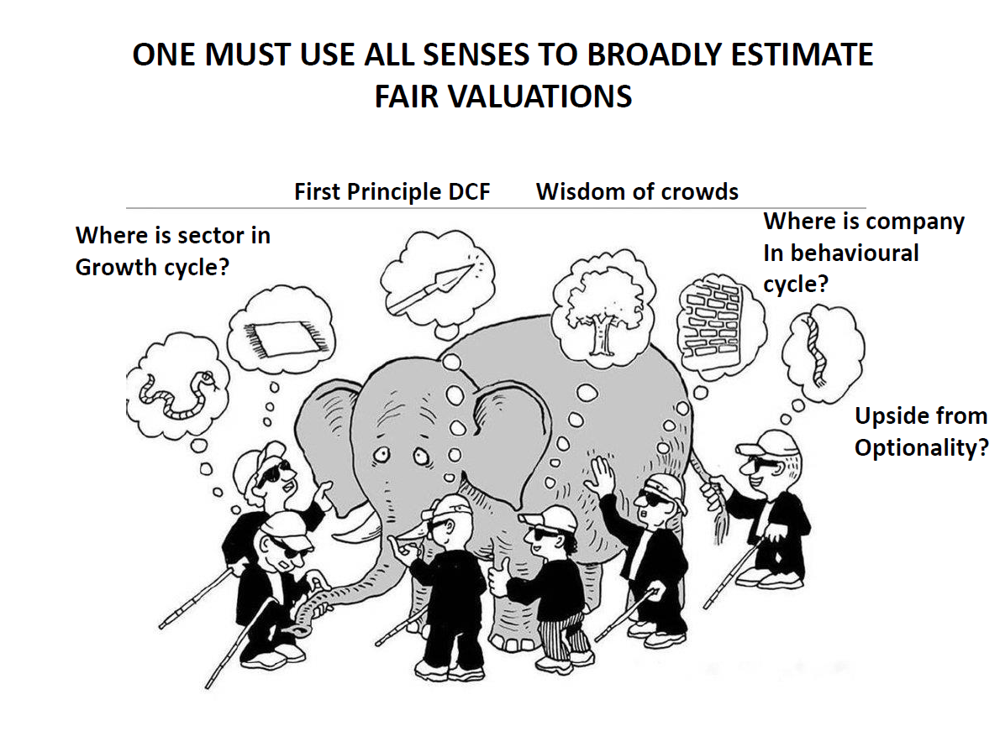 ONE MUST USE ALL SENSES TO BROADLY ESTIMATE
FAIR VALUATIONS
First Principle DCF
Wisdom of crowds
Where is sector in
Growth cycle?
Where is company
In behavioural
cycle?
Upside from
Optionality?